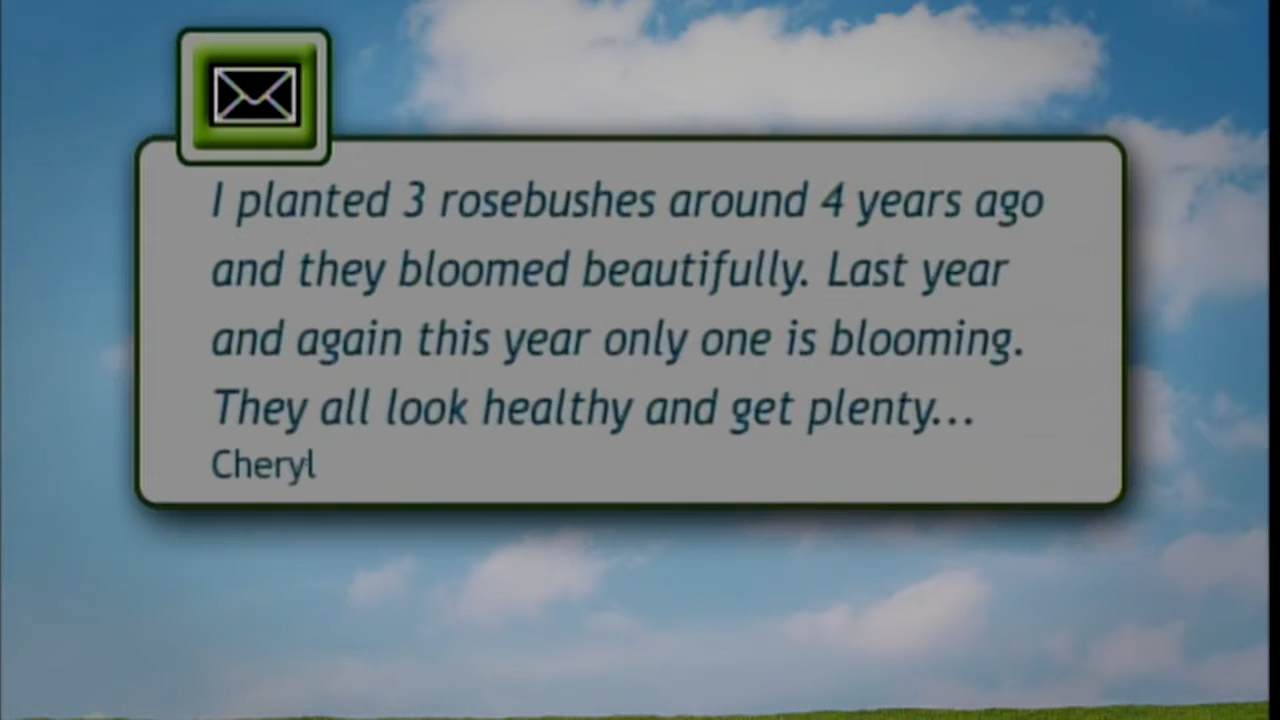 I planted 3 rosebushes around 4 years ago
and they bloomed beautifully. Last year
and again this year only one is blooming.
They all look healthy and get plenty...
Cheryl